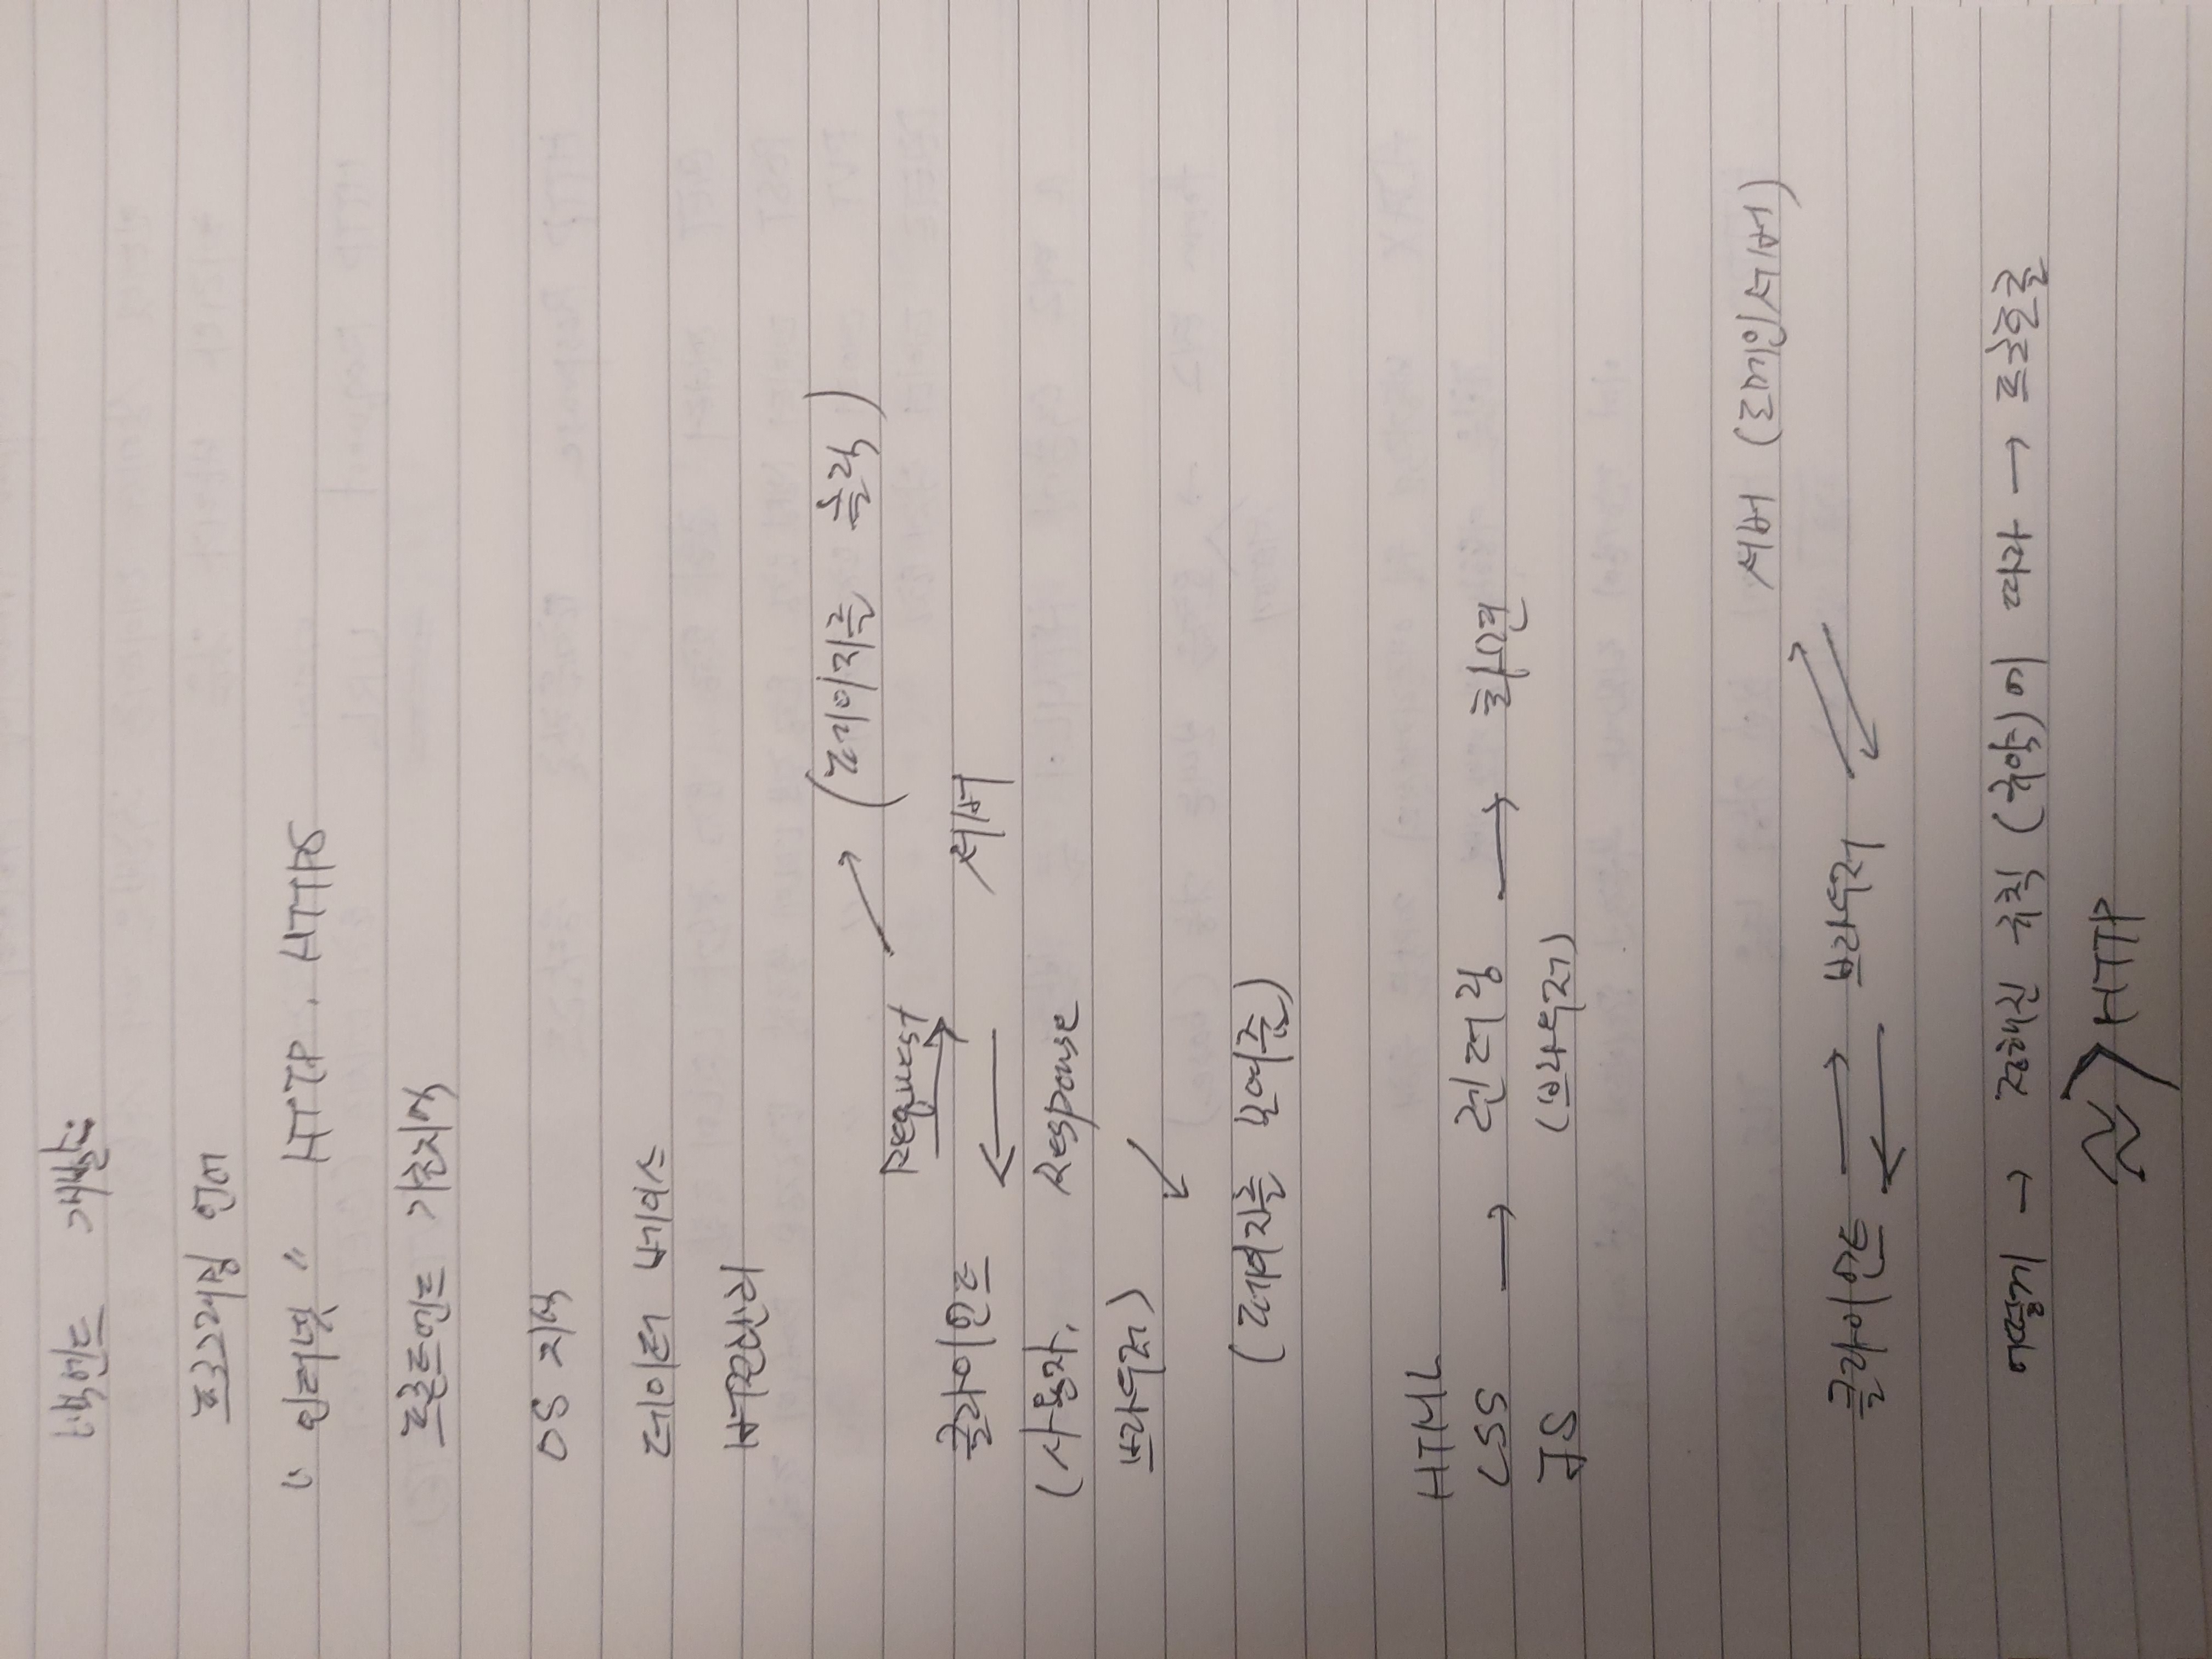 백엔드 개발:
프로그래밍 언어
"인터넷" HTTP, HTTPS
프론트엔드 기초지식
OS 지식
데이터 베이스
버전관리
Request → (페이지를 클릭)
클라이언트 → ← 서버
(사용자, Response
브라우저) ↙
(페이지를 보여줌)
HTML
CSS → 렌더링 → 화면
JS (브라우저)
서버 (도메인서버)
클라이언트 → ← 브라우저
어떻게 → 정해진 규칙 (규약)에 따라 → 프로토콜
HTTP